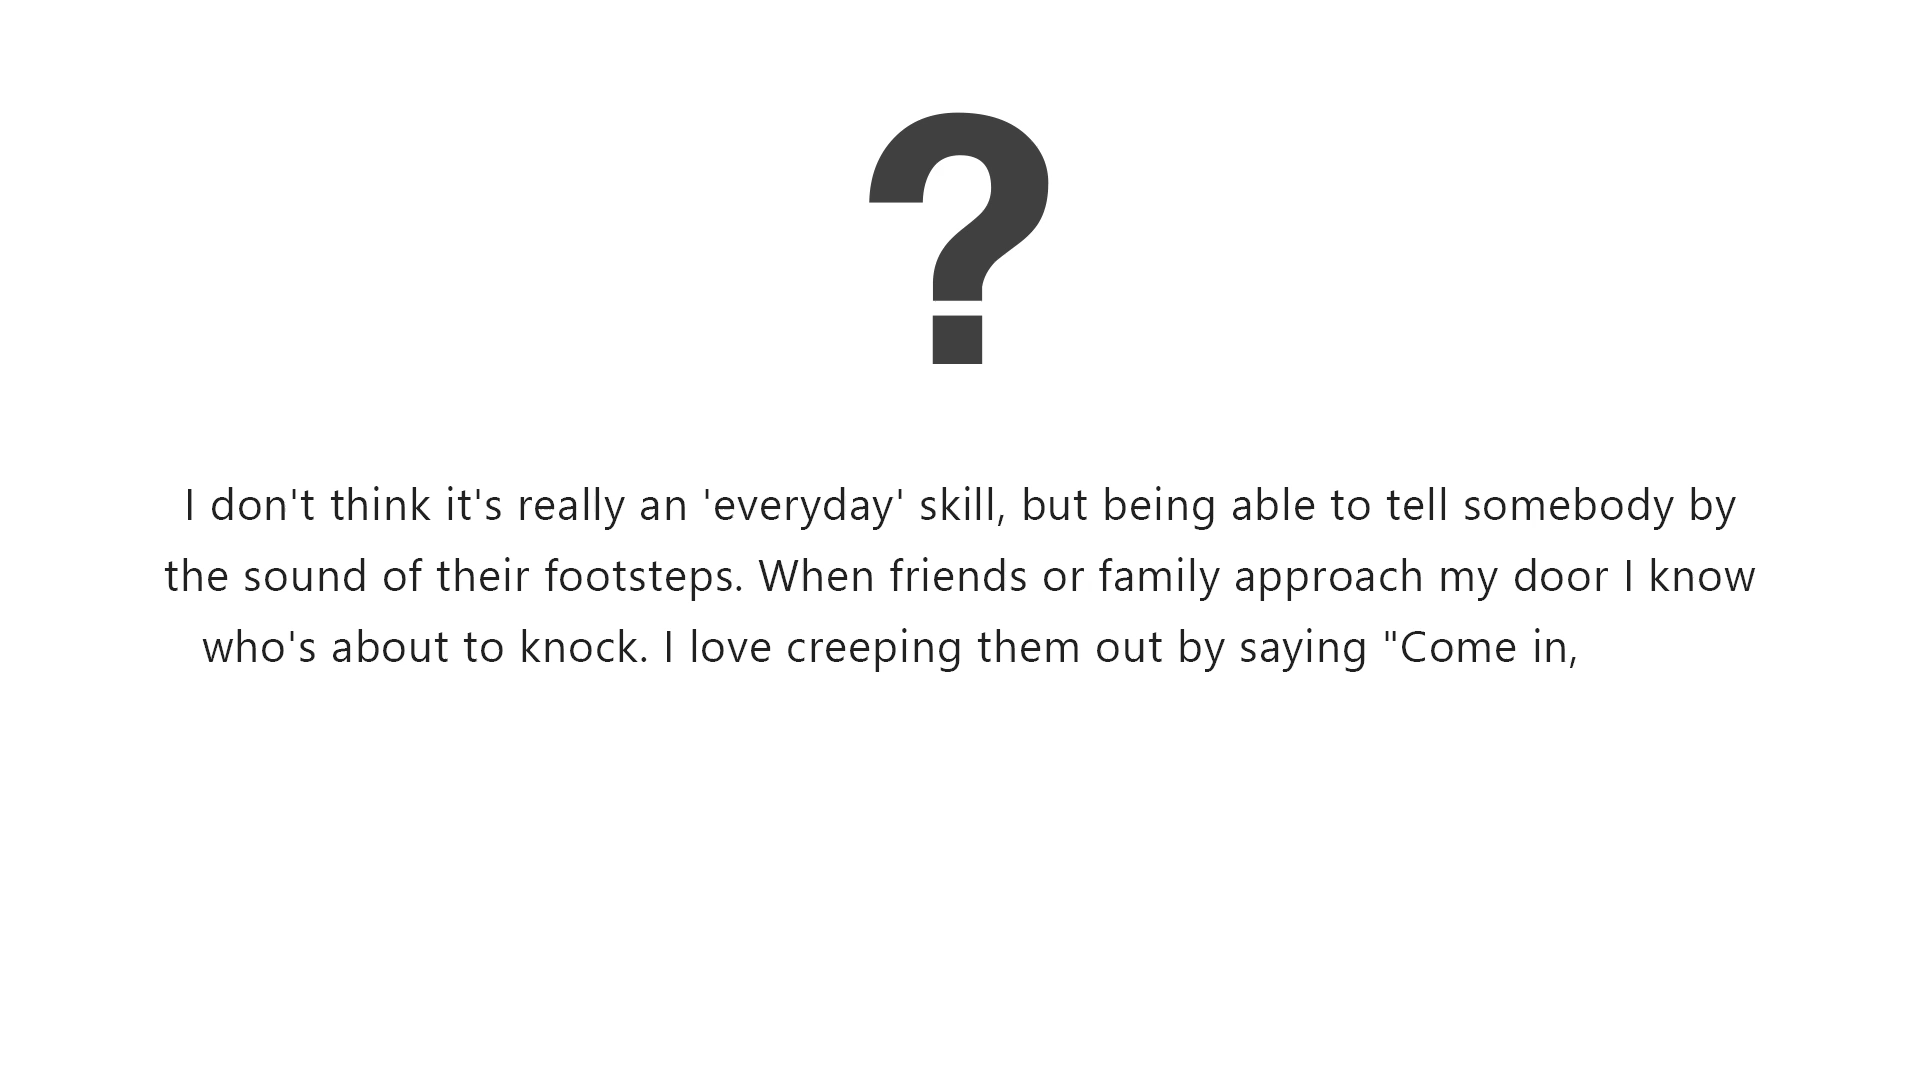 ?
I don't think it's really an 'everyday' skill, but being able to tell somebody by
the sound of their footsteps. When friends or family approach my door I know
who's about to knock. I love creeping them out by saying "Come in,